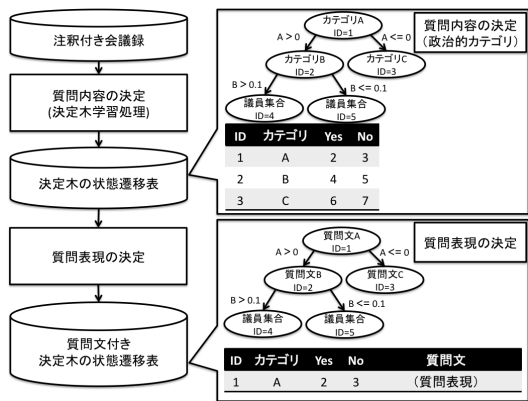 注釈付き会議録
質問内容の決定
(決定木学習処理)
決定木の状態遷移表
質問表現の決定
質問文付き
決定木の状態遷移表
質問内容の決定
(政治的カテゴリ)
カテゴリA
ID=1
A > 0
A <= 0
カテゴリB
ID=2
カテゴリC
ID=3
B > 0.1
B <= 0.1
議員集合
ID=4
議員集合
ID=5
ID カテゴリ Yes No
1 A 2 3
2 B 4 5
3 C 6 7
質問表現の決定
質問文A
ID=1
A > 0
A <= 0
質問文B
ID=2
質問文C
ID=3
B > 0.1
B <= 0.1
議員集合
ID=4
議員集合
ID=5
ID カテゴリ Yes No 質問文
1 A 2 3 (質問表現)